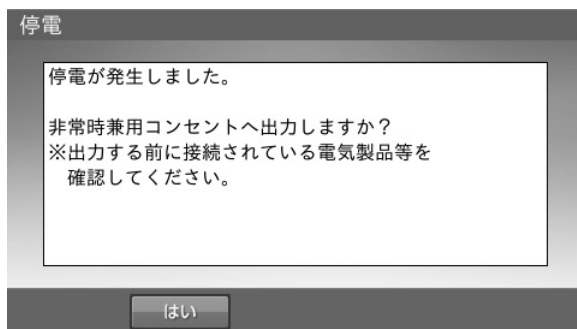 停電
停電が発生しました。
非常時兼用コンセントへ出力しますか？
※出力する前に接続されている電気製品等を
確認してください。
はい